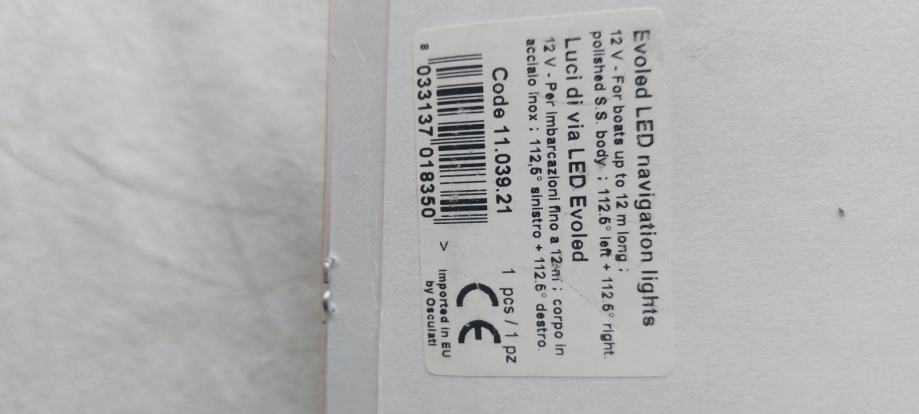 Evoled LED navigation lights
12 V - For boats up to 12 m long ;
polished S.S. body ; 112.5° left + 112.5° right.
Luci di via LED Evoled
12 V - Per imbarcazioni fino a 12 m ; corpo in
acciaio inox ; 112,5° sinistro + 112,5° destro.
Code 11.039.21
1 pcs / 1 pz
8 033137 018350 >
CE
Imported in EU
by Osculati